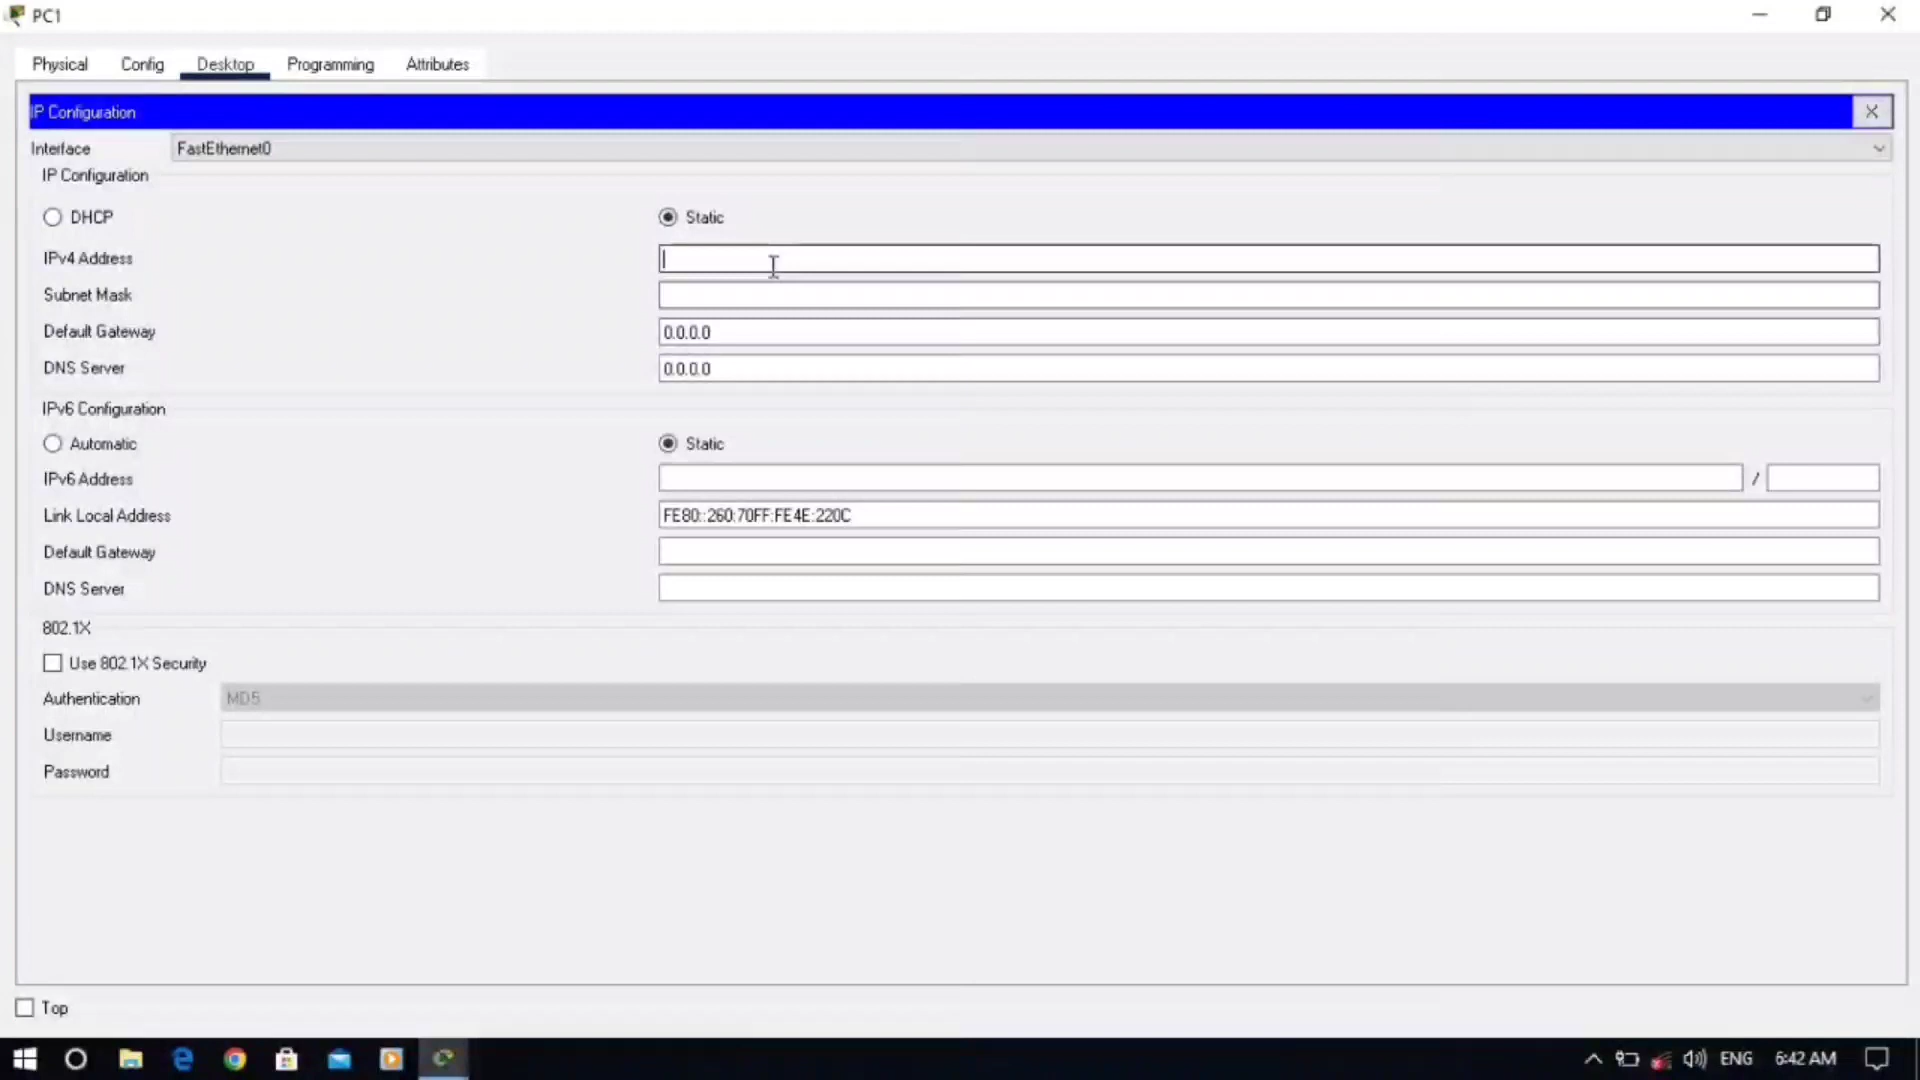 PC1
Physical Config Desktop Programming Attributes
IP Configuration
Interface FastEthernet0
IP Configuration
DHCP Static
IPv4 Address
Subnet Mask
Default Gateway 0.0.0.0
DNS Server 0.0.0.0
IPv6 Configuration
Automatic Static
IPv6 Address /
Link Local Address FE80::260:70FF:FE4E:220C
Default Gateway
DNS Server
802.1X
Use 802.1X Security
Authentication MD5
Username
Password
Top
ENG 6:42 AM